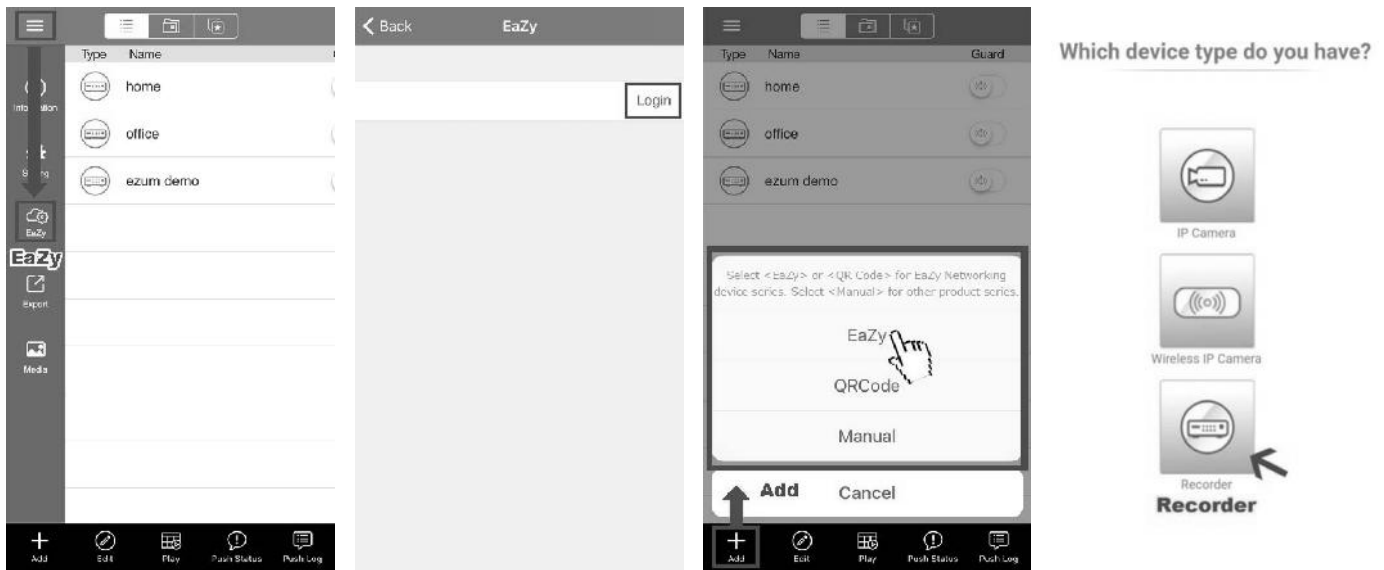 Type Name
home
Information
office
Setting
ezum demo
EaZy
EaZy
Export
Media
Add Edit Play Push Status Push Log
Back EaZy
Login
Type Name Guard
home
office
ezum demo
Select <EaZy> or <QR Code> for EaZy Networking
device series. Select <Manual> for other product series.
EaZy
QRCode
Manual
Add Cancel
Add Edit Play Push Status Push Log
Which device type do you have?
IP Camera
Wireless IP Camera
Recorder
Recorder